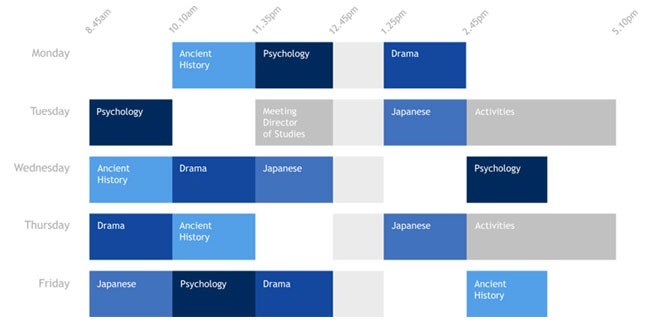 8.45am
10.10am
11.35pm
12.45pm
1.25pm
2.45pm
5.10pm
Monday
Ancient
History
Psychology
Drama
Tuesday
Psychology
Meeting
Director
of Studies
Japanese
Activities
Wednesday
Ancient
History
Drama
Japanese
Psychology
Thursday
Drama
Ancient
History
Japanese
Activities
Friday
Japanese
Psychology
Drama
Ancient
History